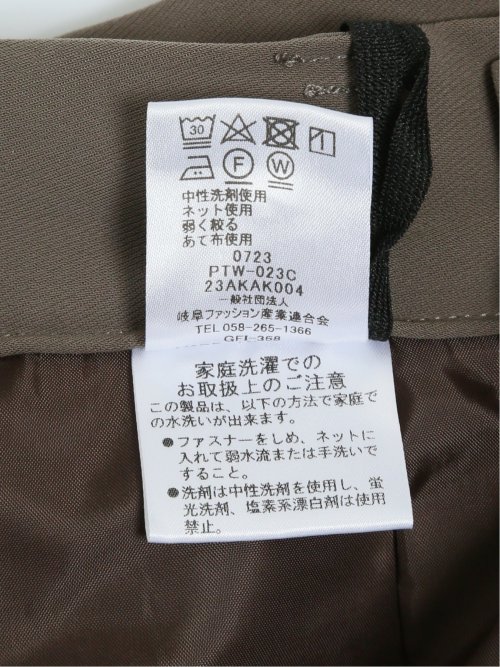 30
1
F
W
中性洗剤使用
ネット使用
弱く絞る
あて布使用
0723
PTW-023C
23AKAK004
一般社団法人
岐阜ファッション産業連合会
TEL 058-265-1366
GFI-368
家庭洗濯での
お取扱上のご注意
この製品は、以下の方法で家庭で
の水洗いが出来ます。
●ファスナーをしめ、ネットに
入れて弱水流または手洗いで
すること。
●洗剤は中性洗剤を使用し、蛍
光洗剤、塩素系漂白剤は使用
禁止。